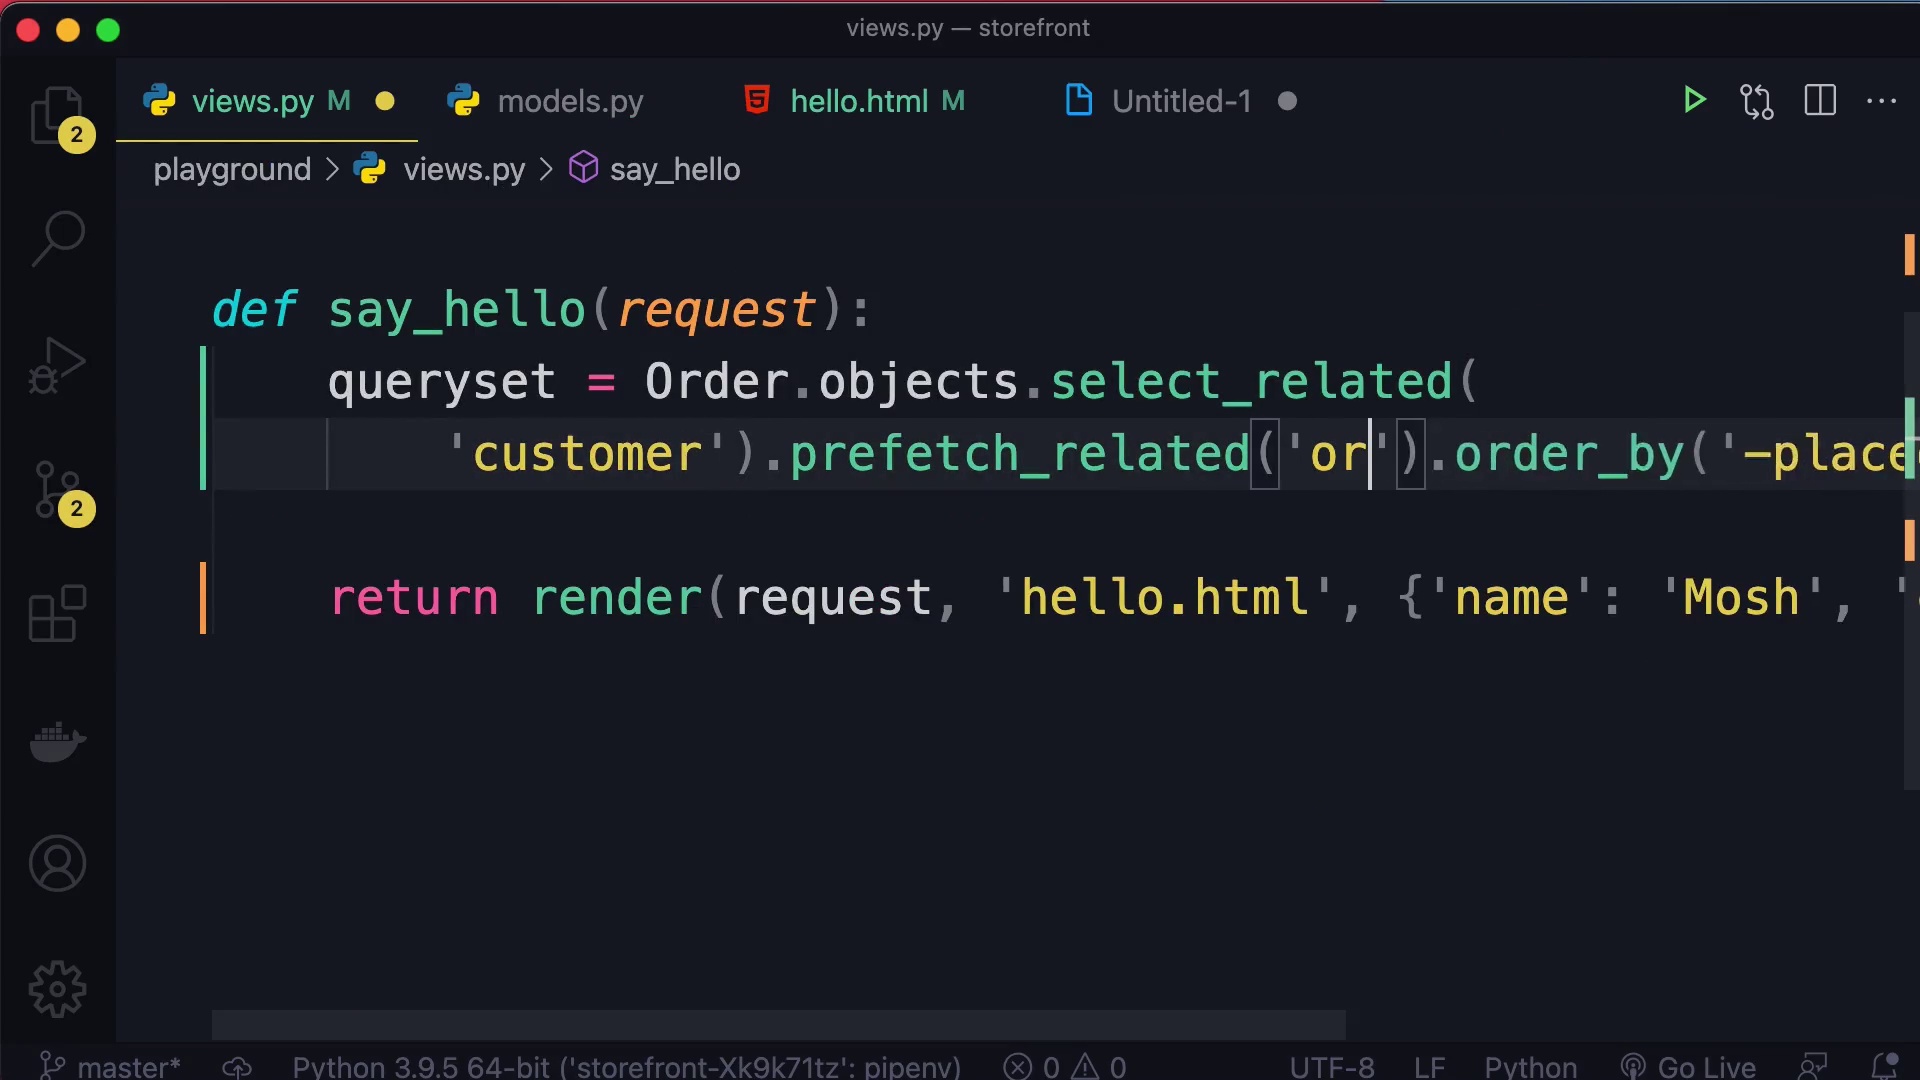 views.py — storefront
views.py M
models.py
hello.html M
Untitled-1
2
playground > views.py > say_hello
def say_hello(request):
queryset = Order.objects.select_related(
'customer').prefetch_related('or').order_by('-place
2
return render(request, 'hello.html', {'name': 'Mosh', '
master*
Python 3.9.5 64-bit ('storefront-Xk9k71tz': pipenv)
0
0
UTF-8
LF
Python
Go Live